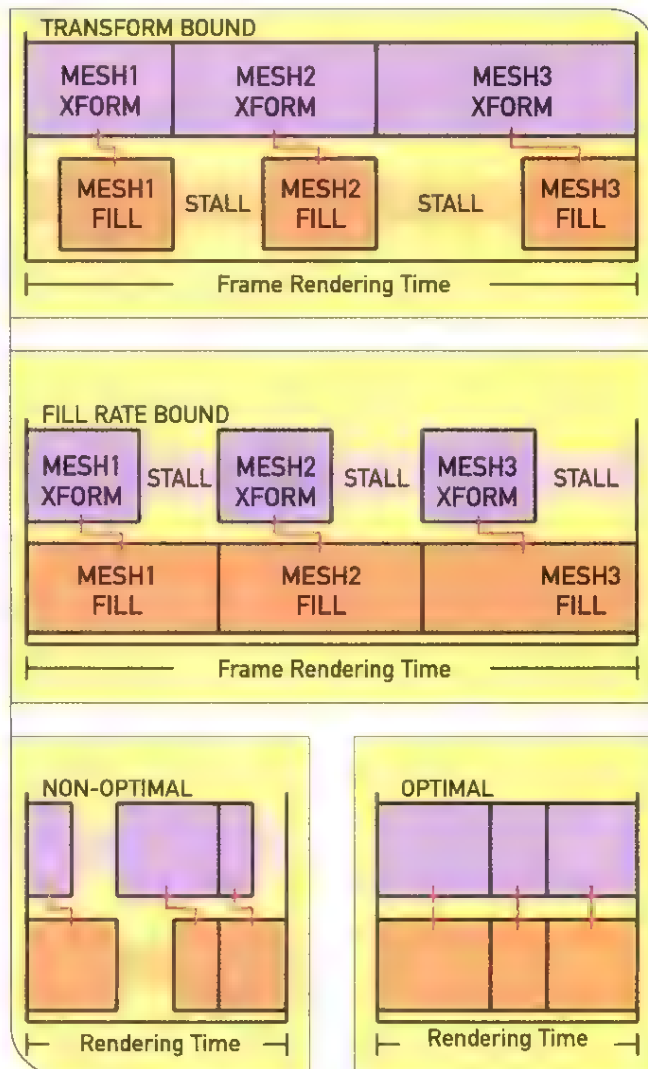 TRANSFORM BOUND
MESH1 XFORM
MESH2 XFORM
MESH3 XFORM
MESH1 FILL
STALL
MESH2 FILL
STALL
MESH3 FILL
Frame Rendering Time
FILL RATE BOUND
MESH1 XFORM
STALL
MESH2 XFORM
STALL
MESH3 XFORM
STALL
MESH1 FILL
MESH2 FILL
MESH3 FILL
Frame Rendering Time
NON-OPTIMAL
Rendering Time
OPTIMAL
Rendering Time